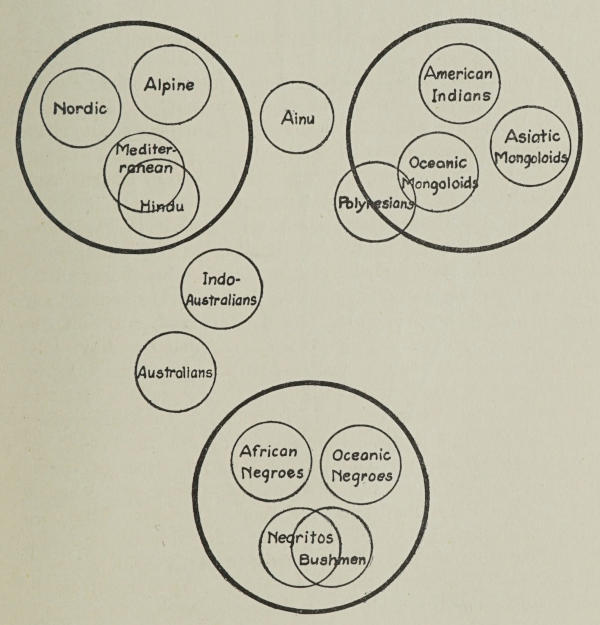 Nordic
Alpine
Mediter-
ranean
Hindu
Ainu
American
Indians
Asiatic
Mongoloids
Oceanic
Mongoloids
Polynesians
Indo-
Australians
Australians
African
Negroes
Oceanic
Negroes
Negritos
Bushmen